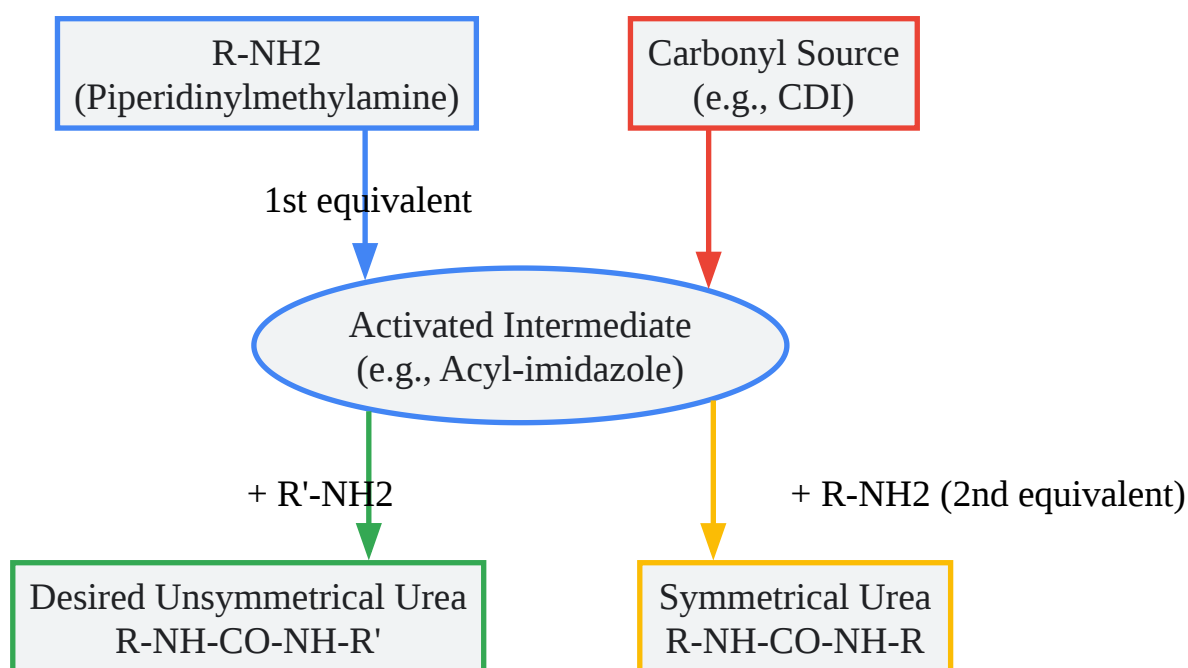 R-NH2
(Piperidinylmethylamine)
Carbonyl Source
(e.g., CDI)
1st equivalent
Activated Intermediate
(e.g., Acyl-imidazole)
+ R'-NH2
+ R-NH2 (2nd equivalent)
Desired Unsymmetrical Urea
R-NH-CO-NH-R'
Symmetrical Urea
R-NH-CO-NH-R